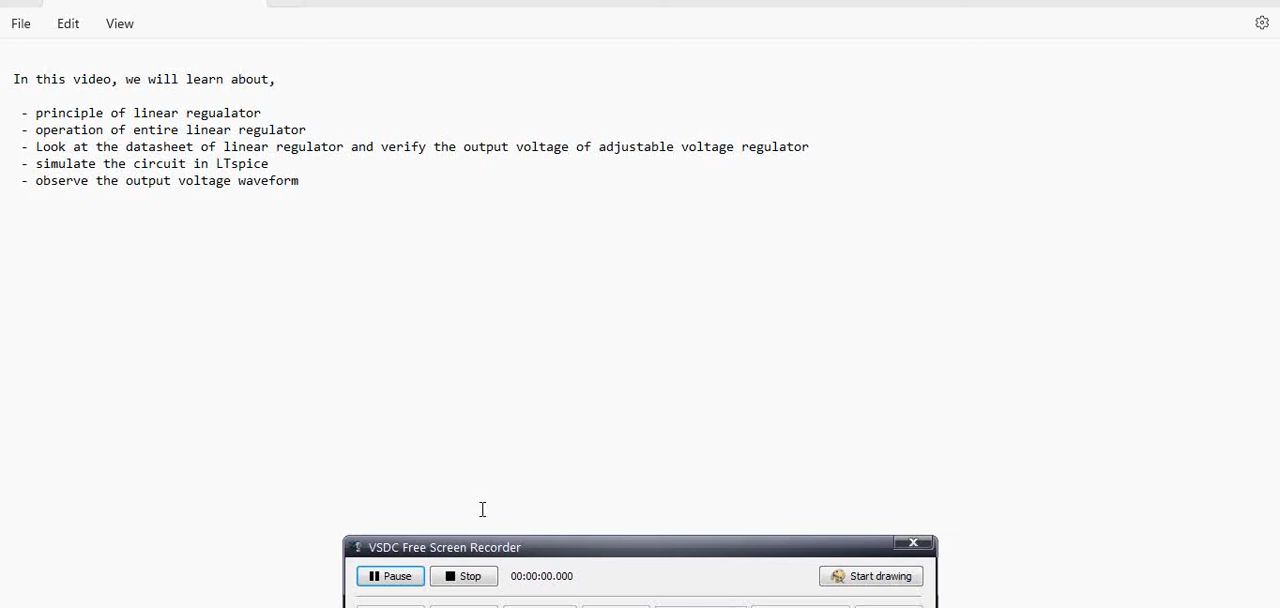 File Edit View
In this video, we will learn about,
- principle of linear regualator
- operation of entire linear regulator
- Look at the datasheet of linear regulator and verify the output voltage of adjustable voltage regulator
- simulate the circuit in LTspice
- observe the output voltage waveform
VSDC Free Screen Recorder
Pause Stop 00:00:00.000 Start drawing